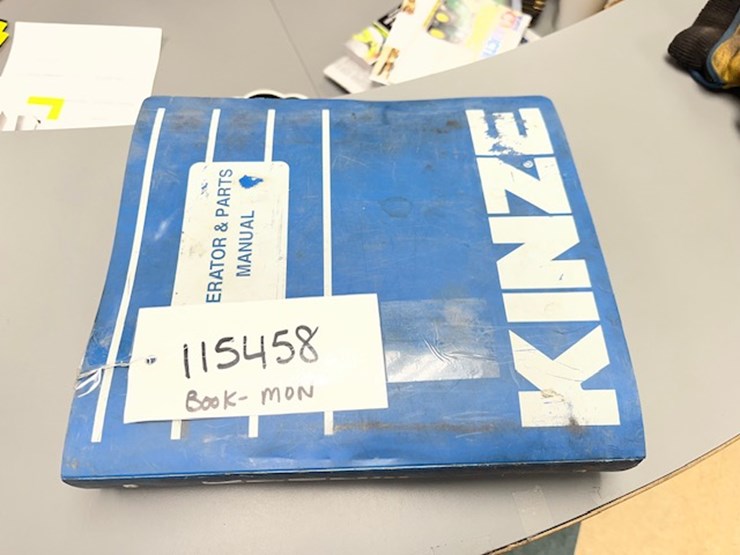 KINZE
ERATOR & PARTS
MANUAL
115458
BOOK- MON